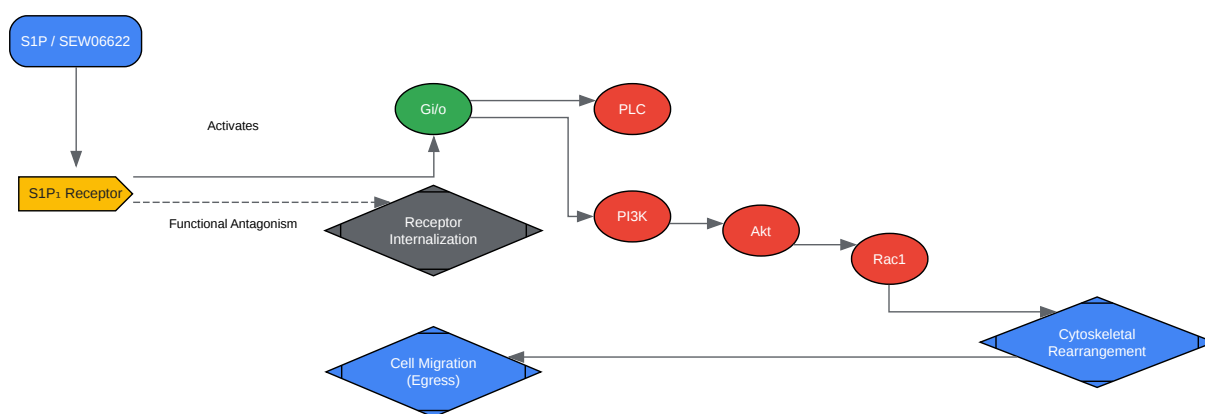 S1P / SEW06622
Activates
Gi/o
PLC
S1P₁ Receptor
Functional Antagonism
Receptor
Internalization
PI3K
Akt
Rac1
Cytoskeletal
Rearrangement
Cell Migration
(Egress)